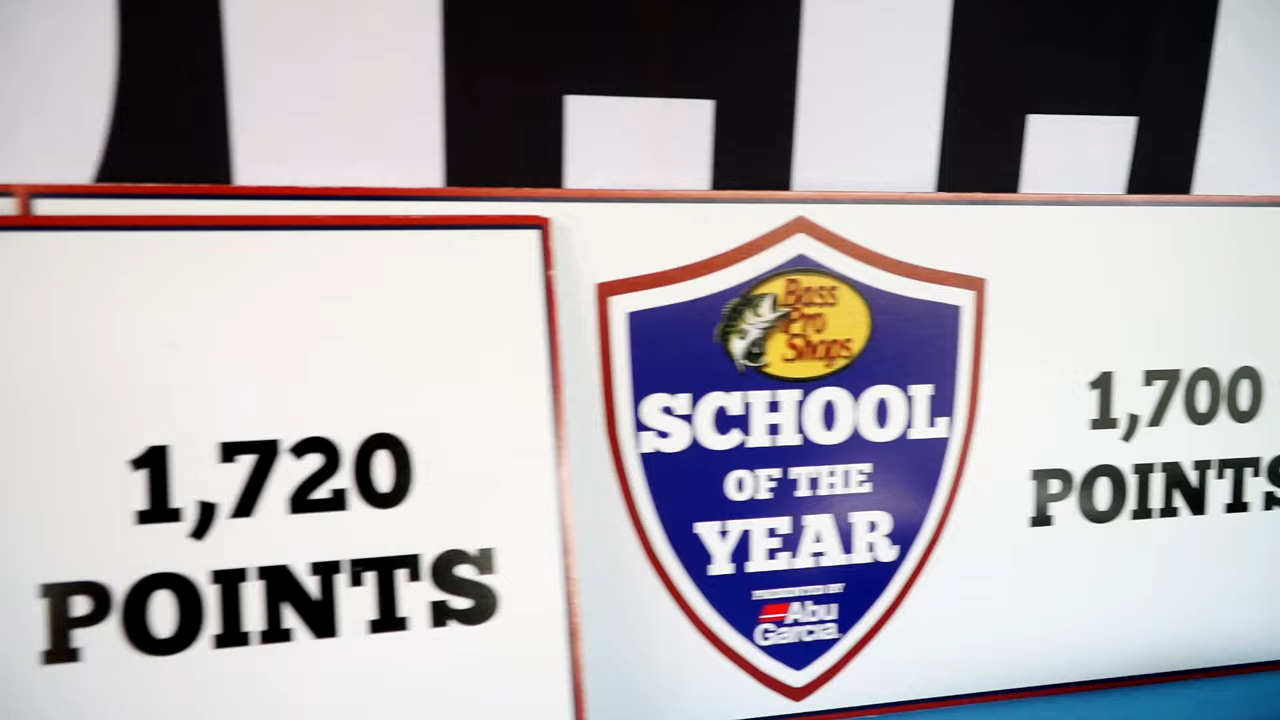 1,720
POINTS
Bass
Pro
Shops
SCHOOL
OF THE
YEAR
Abu
Garcia
1,700
POINTS